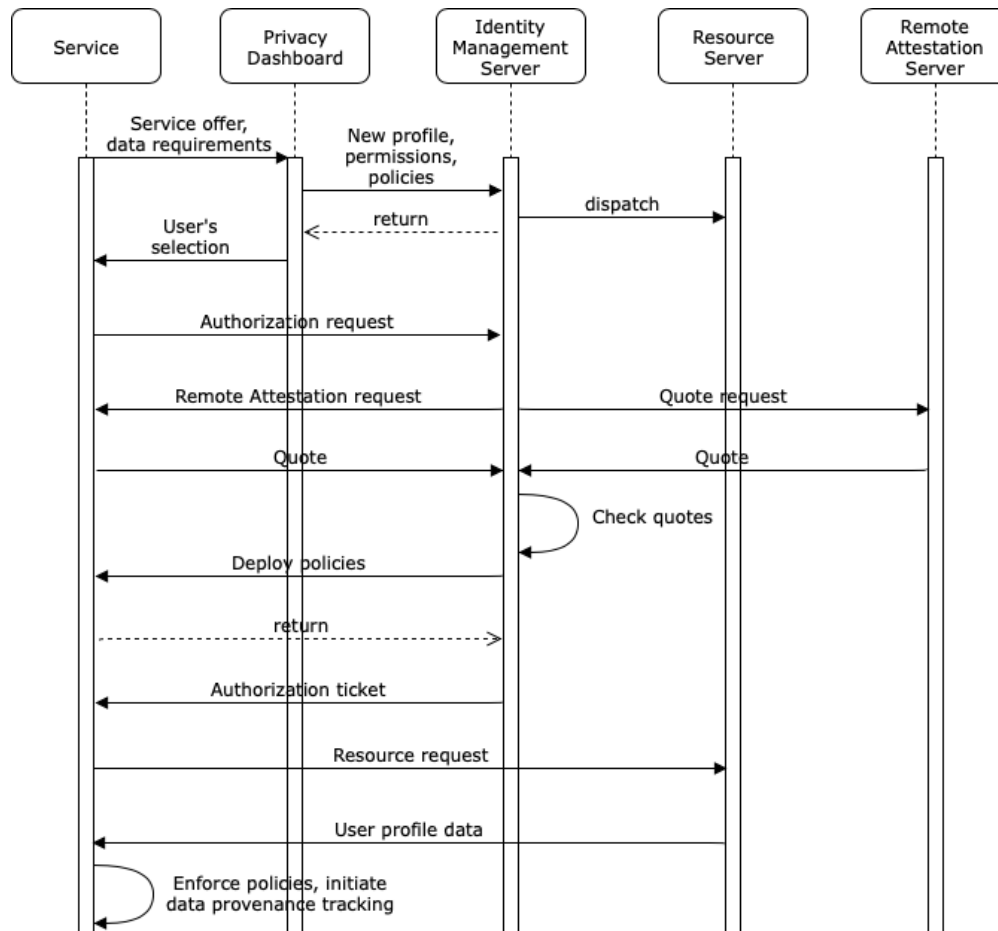 Service
Privacy
Dashboard
Identity
Management
Server
Resource
Server
Remote
Attestation
Server
Service offer,
data requirements
New profile,
permissions,
policies
dispatch
return
User's
selection
Authorization request
Remote Attestation request
Quote request
Quote
Quote
Check quotes
Deploy policies
return
Authorization ticket
Resource request
User profile data
Enforce policies, initiate
data provenance tracking